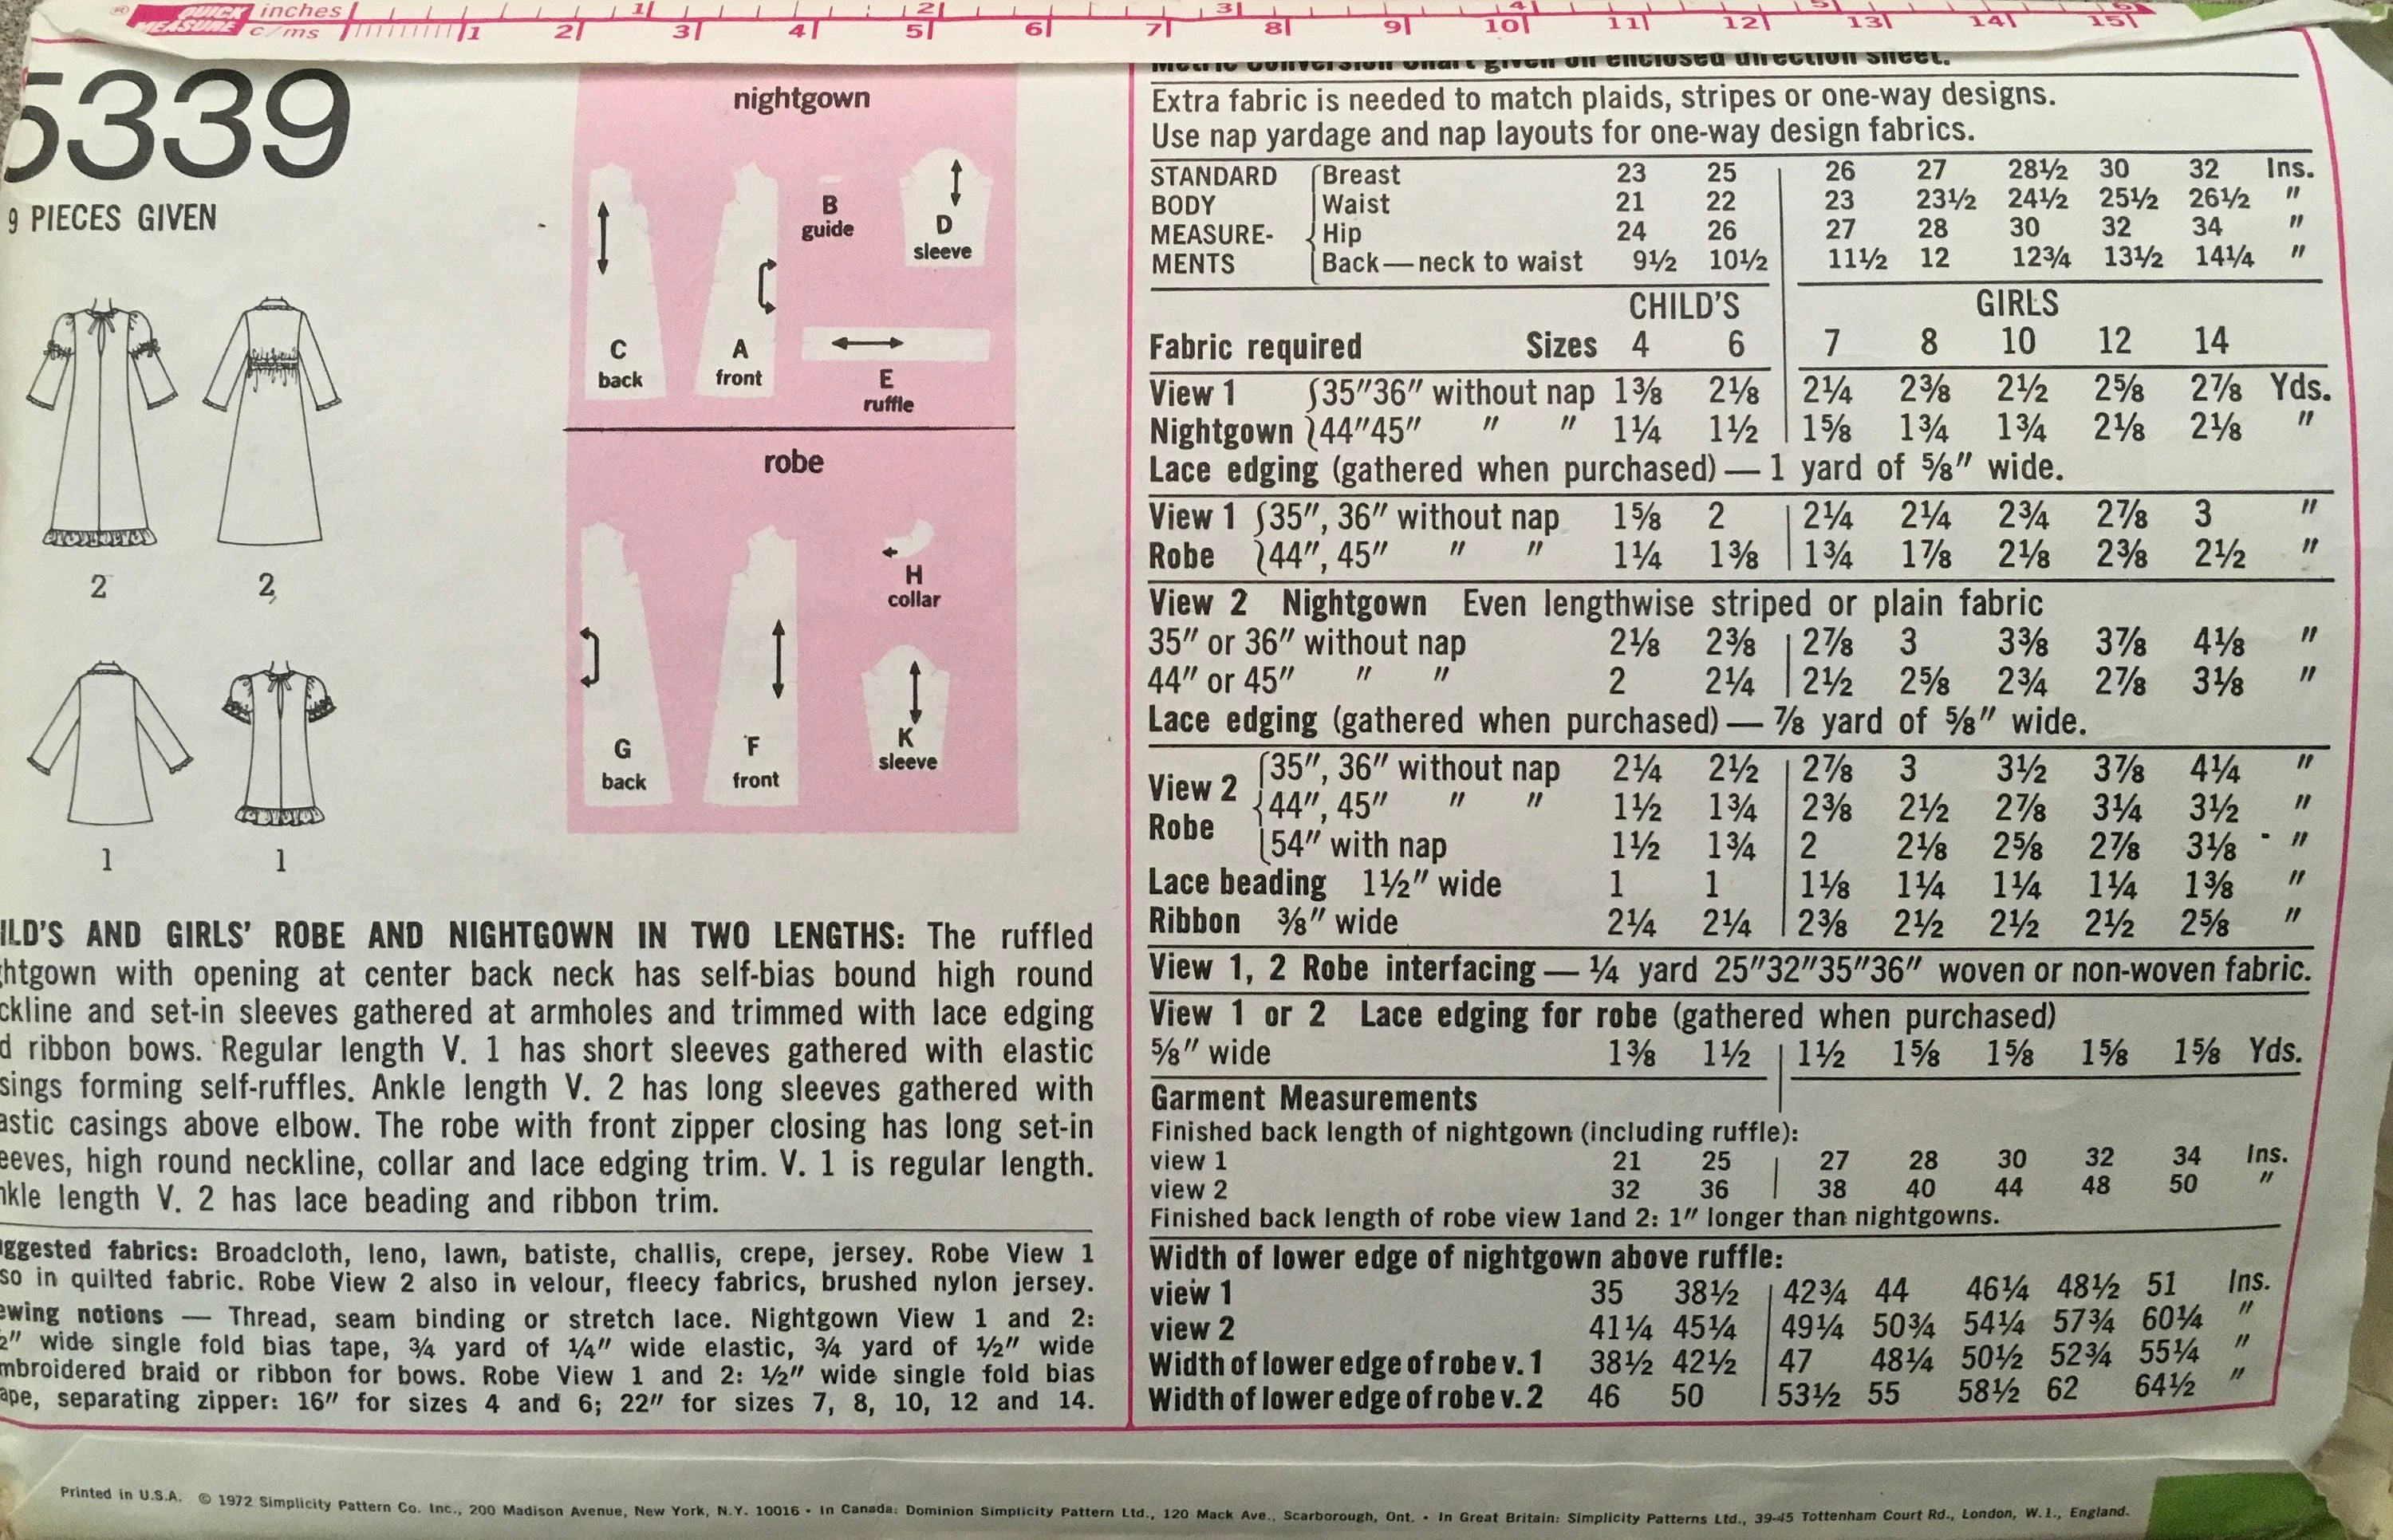 QUICK MEASURE inches 1 2 3 4 5 6
c/ms 1 2 3 4 5 6 7 8 9 10 11 12 13 14 15
5339
9 PIECES GIVEN
2 2
1 1
nightgown
C back
A front
B guide
D sleeve
E ruffle
robe
G back
F front
H collar
K sleeve
ILD'S AND GIRLS' ROBE AND NIGHTGOWN IN TWO LENGTHS: The ruffled
htgown with opening at center back neck has self-bias bound high round
ckline and set-in sleeves gathered at armholes and trimmed with lace edging
d ribbon bows. Regular length V. 1 has short sleeves gathered with elastic
sings forming self-ruffles. Ankle length V. 2 has long sleeves gathered with
astic casings above elbow. The robe with front zipper closing has long set-in
eeves, high round neckline, collar and lace edging trim. V. 1 is regular length.
nkle length V. 2 has lace beading and ribbon trim.
ggested fabrics: Broadcloth, leno, lawn, batiste, challis, crepe, jersey. Robe View 1
so in quilted fabric. Robe View 2 also in velour, fleecy fabrics, brushed nylon jersey.
ewing notions — Thread, seam binding or stretch lace. Nightgown View 1 and 2:
2" wide single fold bias tape, ¾ yard of ¼" wide elastic, ¾ yard of ½" wide
mbroidered braid or ribbon for bows. Robe View 1 and 2: ½" wide single fold bias
ape, separating zipper: 16" for sizes 4 and 6; 22" for sizes 7, 8, 10, 12 and 14.
Metric Conversion Chart given on enclosed direction sheet.
Extra fabric is needed to match plaids, stripes or one-way designs.
Use nap yardage and nap layouts for one-way design fabrics.
STANDARD Breast 23 25 26 27 28½ 30 32 Ins.
BODY Waist 21 22 23 23½ 24½ 25½ 26½ "
MEASURE- Hip 24 26 27 28 30 32 34 "
MENTS Back—neck to waist 9½ 10½ 11½ 12 12¾ 13½ 14¼ "
CHILD'S GIRLS
Fabric required Sizes 4 6 7 8 10 12 14
View 1 35"36" without nap 1⅜ 2⅛ 2¼ 2⅜ 2½ 2⅝ 2⅞ Yds.
Nightgown 44"45" " " 1¼ 1½ 1⅝ 1¾ 1¾ 2⅛ 2⅛ "
Lace edging (gathered when purchased) — 1 yard of ⅝" wide.
View 1 35", 36" without nap 1⅝ 2 2¼ 2¼ 2¾ 2⅞ 3 "
Robe 44", 45" " " 1¼ 1⅜ 1¾ 1⅞ 2⅛ 2⅜ 2½ "
View 2 Nightgown Even lengthwise striped or plain fabric
35" or 36" without nap 2⅛ 2⅜ 2⅞ 3 3⅜ 3⅞ 4⅛ "
44" or 45" " " 2 2¼ 2½ 2⅝ 2¾ 2⅞ 3⅛ "
Lace edging (gathered when purchased) — ⅞ yard of ⅝" wide.
View 2 35", 36" without nap 2¼ 2½ 2⅞ 3 3½ 3⅞ 4¼ "
Robe 44", 45" " " 1½ 1¾ 2⅜ 2½ 2⅞ 3¼ 3½ "
54" with nap 1½ 1¾ 2 2⅛ 2⅝ 2⅞ 3⅛ "
Lace beading 1½" wide 1 1 1⅛ 1¼ 1¼ 1¼ 1⅜ "
Ribbon ⅜" wide 2¼ 2¼ 2⅜ 2½ 2½ 2½ 2⅝ "
View 1, 2 Robe interfacing — ¼ yard 25"32"35"36" woven or non-woven fabric.
View 1 or 2 Lace edging for robe (gathered when purchased)
⅝" wide 1⅜ 1½ 1½ 1⅝ 1⅝ 1⅝ 1⅝ Yds.
Garment Measurements
Finished back length of nightgown (including ruffle):
view 1 21 25 27 28 30 32 34 Ins.
view 2 32 36 38 40 44 48 50 "
Finished back length of robe view 1and 2: 1" longer than nightgowns.
Width of lower edge of nightgown above ruffle:
view 1 35 38½ 42¾ 44 46¼ 48½ 51 Ins.
view 2 41¼ 45¼ 49¼ 50¾ 54¼ 57¾ 60¼ "
Width of lower edge of robe v. 1 38½ 42½ 47 48¼ 50½ 52¾ 55¼ "
Width of lower edge of robe v. 2 46 50 53½ 55 58½ 62 64½ "
Printed in U.S.A. © 1972 Simplicity Pattern Co. Inc., 200 Madison Avenue, New York, N.Y. 10016 • In Canada: Dominion Simplicity Pattern Ltd., 120 Mack Ave., Scarborough, Ont. • In Great Britain: Simplicity Patterns Ltd., 39-45 Tottenham Court Rd., London, W.1., England.